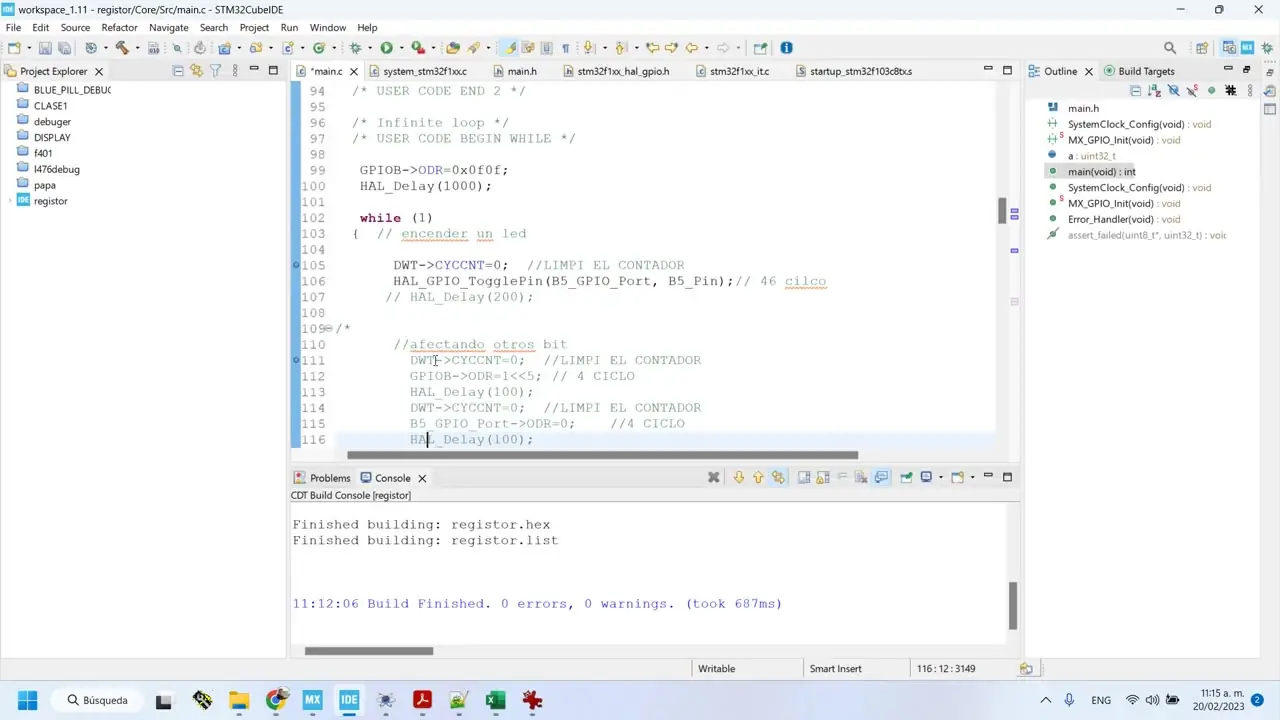 workspace_1.11 - registor/Core/Src/main.c - STM32CubeIDE
File Edit Source Refactor Navigate Search Project Run Window Help
Project Explorer
*main.c
system_stm32f1xx.c
main.h
stm32f1xx_hal_gpio.h
stm32f1xx_it.c
startup_stm32f103c8tx.s
Outline
Build Targets
BLUE_PILL_DEBUG
CLASE1
debuger
DISPLAY
f401
l476debug
papa
IDE registor
94 /* USER CODE END 2 */
95
96 /* Infinite loop */
97 /* USER CODE BEGIN WHILE */
98
99 GPIOB->ODR=0x0f0f;
100 HAL_Delay(1000);
101
102 while (1)
103 { // encender un led
104
105 DWT->CYCCNT=0; //LIMPI EL CONTADOR
106 HAL_GPIO_TogglePin(B5_GPIO_Port, B5_Pin);// 46 cilco
107 // HAL_Delay(200);
108
109 /*
110 //afectando otros bit
111 DWT->CYCCNT=0; //LIMPI EL CONTADOR
112 GPIOB->ODR=1<<5; // 4 CICLO
113 HAL_Delay(100);
114 DWT->CYCCNT=0; //LIMPI EL CONTADOR
115 B5_GPIO_Port->ODR=0; //4 CICLO
116 HAL_Delay(100);
main.h
SystemClock_Config(void) : void
MX_GPIO_Init(void) : void
a : uint32_t
main(void) : int
SystemClock_Config(void) : void
MX_GPIO_Init(void) : void
Error_Handler(void) : void
assert_failed(uint8_t*, uint32_t) : void
Problems
Console
CDT Build Console [registor]
Finished building: registor.hex
Finished building: registor.list
11:12:06 Build Finished. 0 errors, 0 warnings. (took 687ms)
Writable
Smart Insert
116 : 12 : 3149
Búsqueda
MX
IDE
ENG
11:15 a. m.
20/02/2023
2